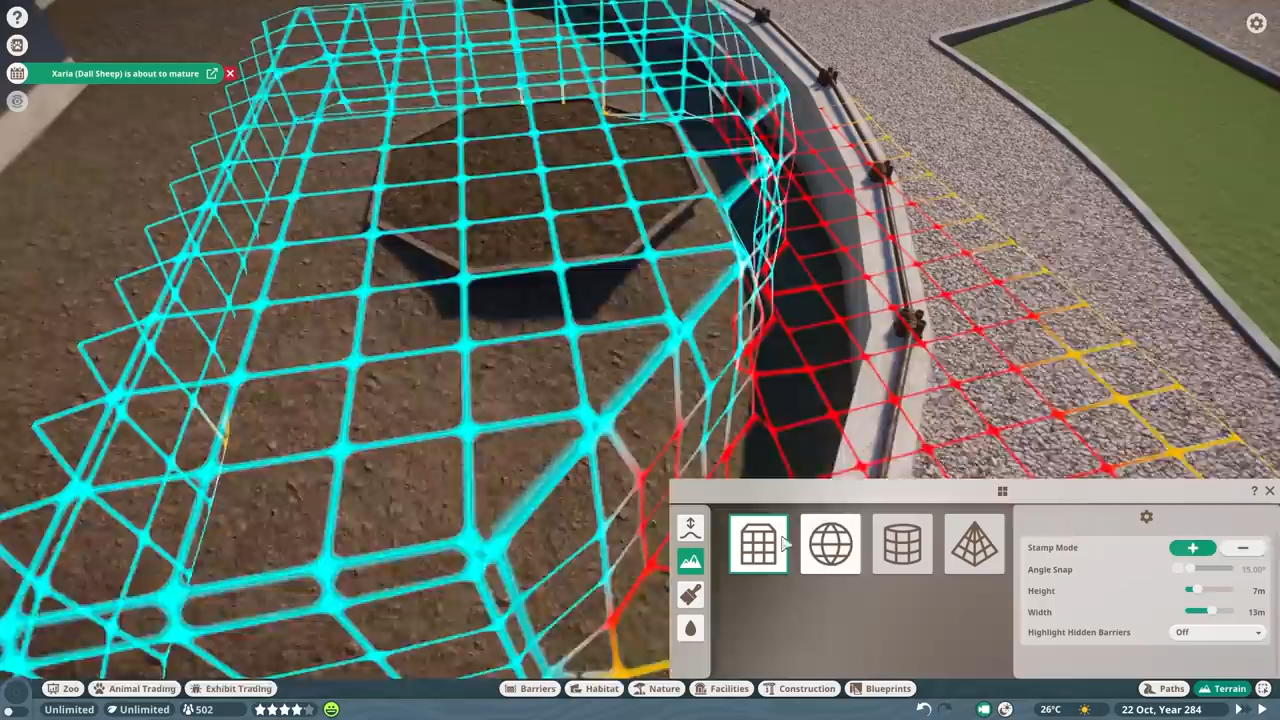 ?
Xaria (Dall Sheep) is about to mature
?
Stamp Mode
Angle Snap 15.00°
Height 7m
Width 13m
Highlight Hidden Barriers Off
Zoo Animal Trading Exhibit Trading Barriers Habitat Nature Facilities Construction Blueprints Paths Terrain
Unlimited Unlimited 502 26°C 22 Oct, Year 284